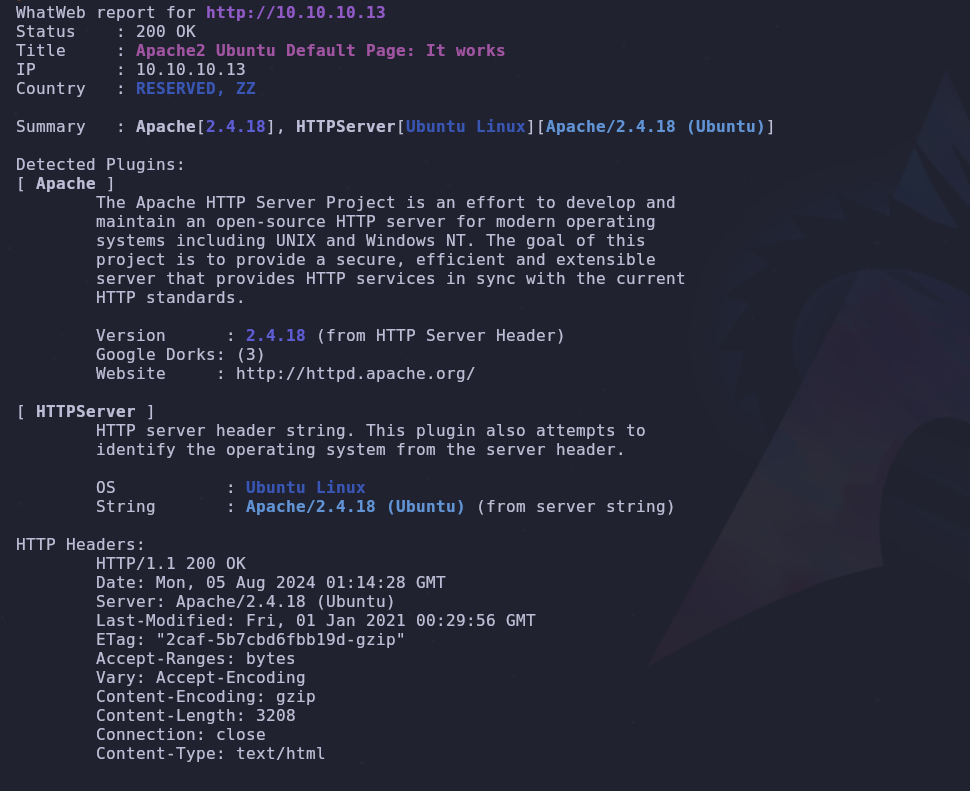 WhatWeb report for http://10.10.10.13
Status    : 200 OK
Title     : Apache2 Ubuntu Default Page: It works
IP        : 10.10.10.13
Country   : RESERVED, ZZ
Summary   : Apache[2.4.18], HTTPServer[Ubuntu Linux][Apache/2.4.18 (Ubuntu)]
Detected Plugins:
[ Apache ]
The Apache HTTP Server Project is an effort to develop and
maintain an open-source HTTP server for modern operating
systems including UNIX and Windows NT. The goal of this
project is to provide a secure, efficient and extensible
server that provides HTTP services in sync with the current
HTTP standards.
Version      : 2.4.18 (from HTTP Server Header)
Google Dorks: (3)
Website     : http://httpd.apache.org/
[ HTTPServer ]
HTTP server header string. This plugin also attempts to
identify the operating system from the server header.
OS           : Ubuntu Linux
String       : Apache/2.4.18 (Ubuntu) (from server string)
HTTP Headers:
HTTP/1.1 200 OK
Date: Mon, 05 Aug 2024 01:14:28 GMT
Server: Apache/2.4.18 (Ubuntu)
Last-Modified: Fri, 01 Jan 2021 00:29:56 GMT
ETag: "2caf-5b7cbd6fbb19d-gzip"
Accept-Ranges: bytes
Vary: Accept-Encoding
Content-Encoding: gzip
Content-Length: 3208
Connection: close
Content-Type: text/html